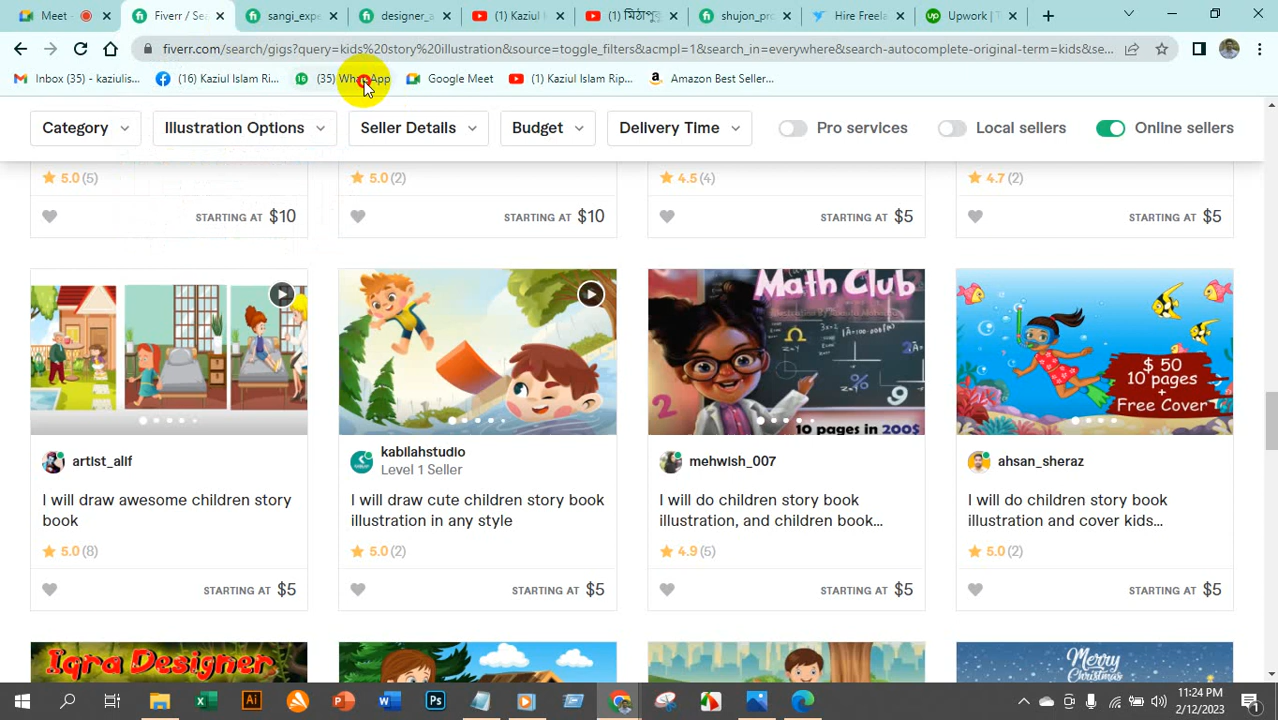 Meet -
Fiverr / Sea
sangi_expe
designer_a
(1) Kaziul Is
shujon_pro
Hire Freela
Upwork | T
fiverr.com/search/gigs?query=kids%20story%20illustration&source=toggle_filters&acmpl=1&search_in=everywhere&search-autocomplete-original-term=kids&se...
Inbox (35) - kaziulis...
(16) Kaziul Islam Ri...
16
(35) WhatsApp
Google Meet
(1) Kaziul Islam Rip...
Amazon Best Seller...
Category
Illustration Options
Seller Details
Budget
Delivery Time
Pro services
Local sellers
Online sellers
5.0 (5)
5.0 (2)
4.5 (4)
4.7 (2)
STARTING AT $10
STARTING AT $10
STARTING AT $5
STARTING AT $5
Math Club
2
9
10 pages in 200$
$ 50
10 pages
+
Free Cover
artist_alif
kabilahstudio
Level 1 Seller
mehwish_007
ahsan_sheraz
I will draw awesome children story
book
I will draw cute children story book
illustration in any style
I will do children story book
illustration, and children book...
I will do children story book
illustration and cover kids...
5.0 (8)
5.0 (2)
4.9 (5)
5.0 (2)
STARTING AT $5
STARTING AT $5
STARTING AT $5
STARTING AT $5
Iqra Designer
Merry
Christmas
11:24 PM
2/12/2023
1